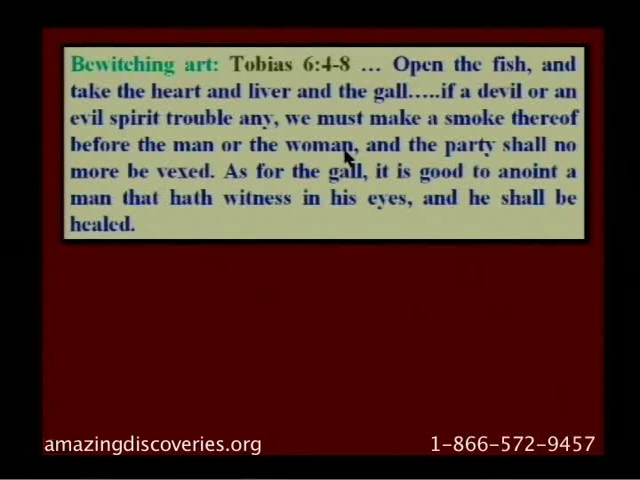 Bewitching art: Tobias 6:4-8 ... Open the fish, and
take the heart and liver and the gall.....if a devil or an
evil spirit trouble any, we must make a smoke thereof
before the man or the woman, and the party shall no
more be vexed. As for the gall, it is good to anoint a
man that hath witness in his eyes, and he shall be
healed.
amazingdiscoveries.org
1-866-572-9457